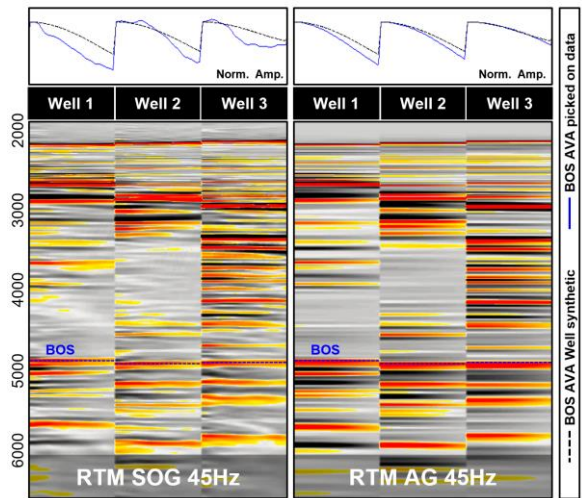 Norm. Amp.
Norm. Amp.
Well 1
Well 2
Well 3
Well 1
Well 2
Well 3
2000
3000
4000
5000
6000
BOS
BOS
RTM SOG 45Hz
RTM AG 45Hz
BOS AVA Well synthetic
BOS AVA picked on data